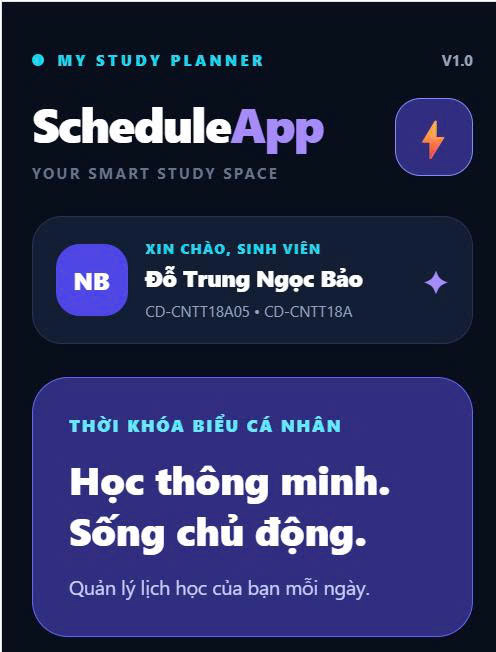 MY STUDY PLANNER
V1.0
ScheduleApp
YOUR SMART STUDY SPACE
NB
XIN CHÀO, SINH VIÊN
Đỗ Trung Ngọc Bảo
CD-CNTT18A05 • CD-CNTT18A
THỜI KHÓA BIỂU CÁ NHÂN
Học thông minh.
Sống chủ động.
Quản lý lịch học của bạn mỗi ngày.